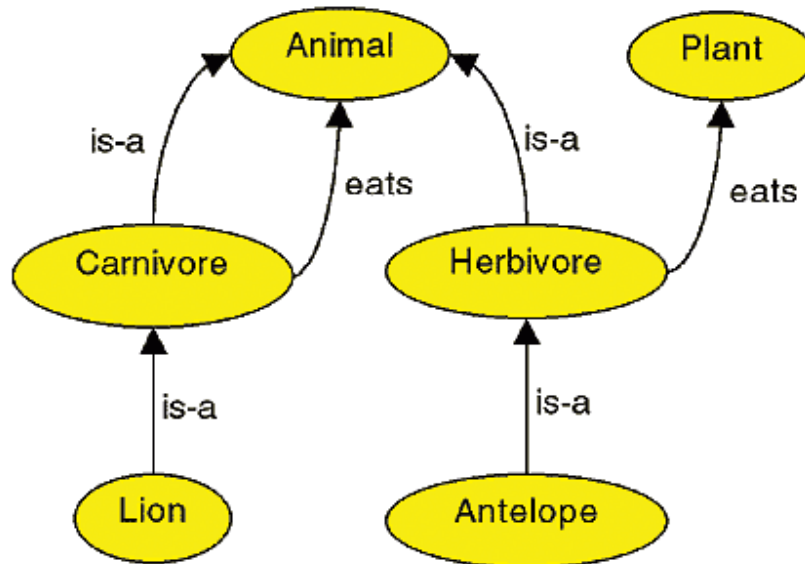 Animal
Plant
is-a
is-a
eats
eats
Carnivore
Herbivore
is-a
is-a
Lion
Antelope